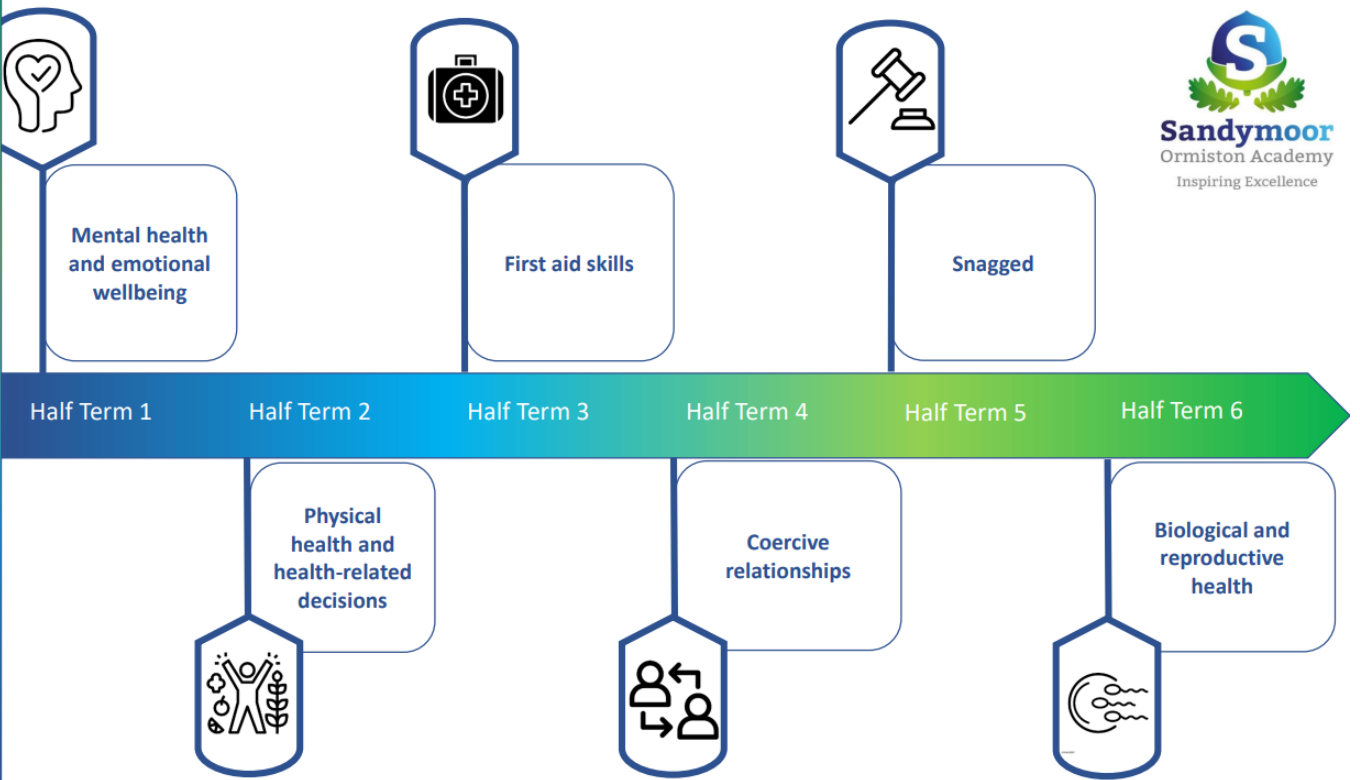 S
Sandymoor
Ormiston Academy
Inspiring Excellence
Mental health
and emotional
wellbeing
First aid skills
Snagged
Half Term 1
Half Term 2
Half Term 3
Half Term 4
Half Term 5
Half Term 6
Physical
health and
health-related
decisions
Coercive
relationships
Biological and
reproductive
health